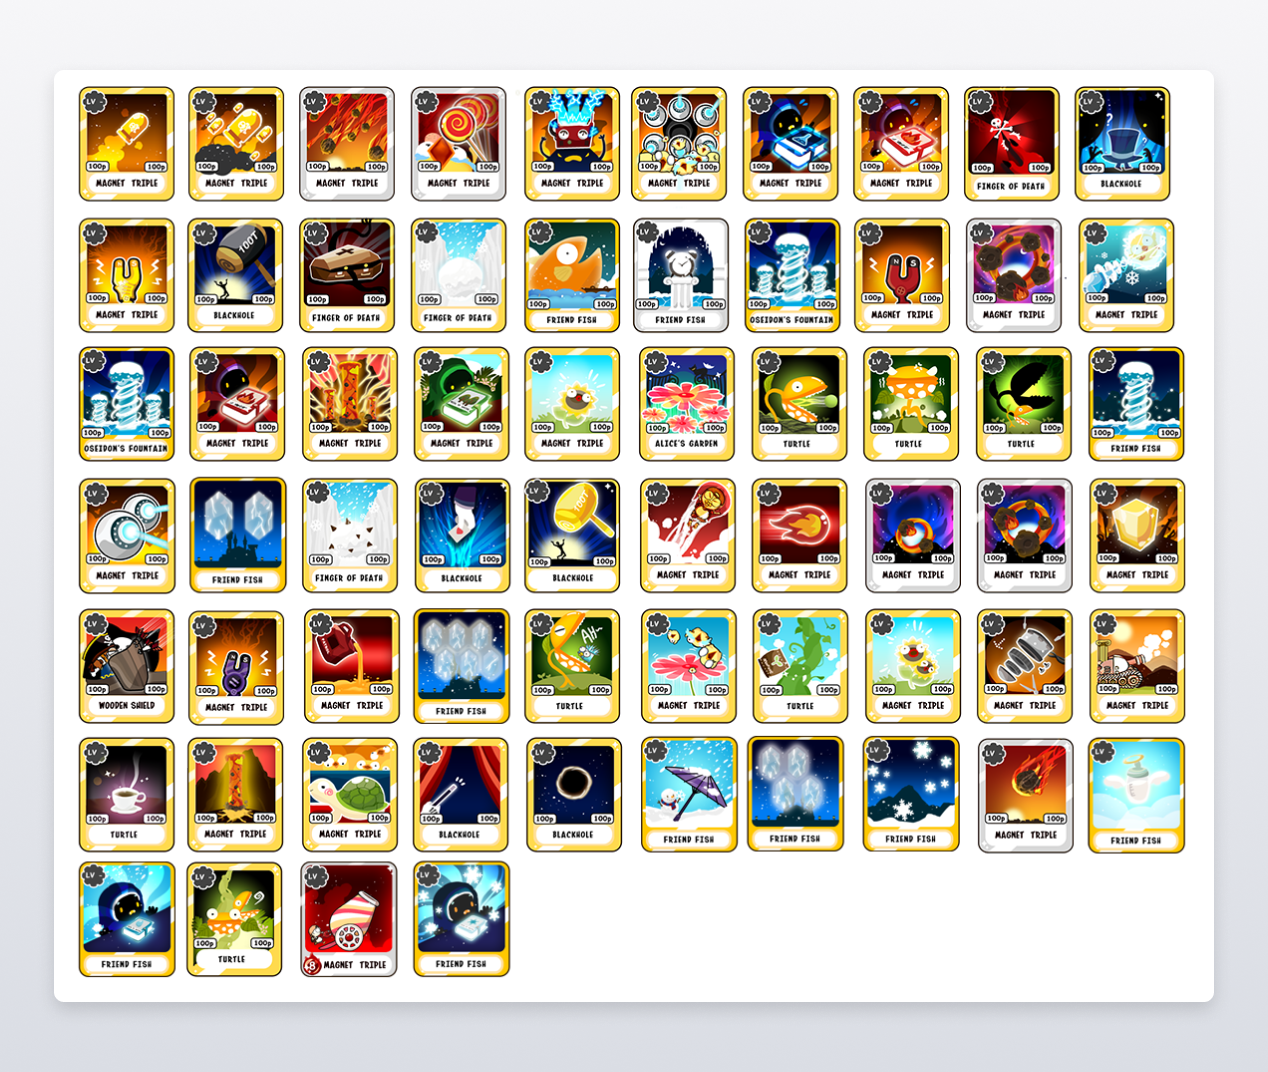 LV LV LV LV LV LV LV LV LV LV
?
100p 100p 100p 100p 100p 100p 100p 100p 100p 100p 100p 100p 100p 100p 100p 100p 100p 100p 100p 100p
MAGNET TRIPLE MAGNET TRIPLE MAGNET TRIPLE MAGNET TRIPLE MAGNET TRIPLE MAGNET TRIPLE MAGNET TRIPLE MAGNET TRIPLE FINGER OF DEATH BLACKHOLE
LV LV LV LV LV LV LV LV LV LV
100T N S
100p 100p 100p 100p 100p 100p 100p 100p 100p 100p 100p 100p 100p 100p 100p 100p 100p 100p 100p 100p
MAGNET TRIPLE BLACKHOLE FINGER OF DEATH FINGER OF DEATH FRIEND FISH FRIEND FISH OSEIDON'S FOUNTAIN MAGNET TRIPLE MAGNET TRIPLE MAGNET TRIPLE
LV LV LV LV LV LV LV LV LV LV
100p 100p 100p 100p 100p 100p 100p 100p 100p 100p 100p 100p 100p 100p 100p 100p 100p 100p 100p 100p
OSEIDON'S FOUNTAIN MAGNET TRIPLE MAGNET TRIPLE MAGNET TRIPLE MAGNET TRIPLE ALICE'S GARDEN TURTLE TURTLE TURTLE FRIEND FISH
LV LV LV LV LV LV LV LV LV
100T
100p 100p 100p 100p 100p 100p 100p 100p 100p 100p 100p 100p 100p 100p 100p 100p 100p 100p
MAGNET TRIPLE FRIEND FISH FINGER OF DEATH BLACKHOLE BLACKHOLE MAGNET TRIPLE MAGNET TRIPLE MAGNET TRIPLE MAGNET TRIPLE MAGNET TRIPLE
LV LV LV LV LV LV LV LV LV
N S AH~
100p 100p 100p 100p 100p 100p 100p 100p 100p 100p 100p 100p 100p 100p 100p 100p 100p 100p
WOODEN SHIELD MAGNET TRIPLE MAGNET TRIPLE FRIEND FISH TURTLE MAGNET TRIPLE TURTLE MAGNET TRIPLE MAGNET TRIPLE MAGNET TRIPLE
LV LV LV LV LV LV LV LV LV
100p 100p 100p 100p 100p 100p 100p 100p 100p 100p 100p
TURTLE MAGNET TRIPLE MAGNET TRIPLE BLACKHOLE BLACKHOLE FRIEND FISH FRIEND FISH FRIEND FISH MAGNET TRIPLE FRIEND FISH
LV LV LV LV
100p 100p
FRIEND FISH TURTLE +8 MAGNET TRIPLE FRIEND FISH